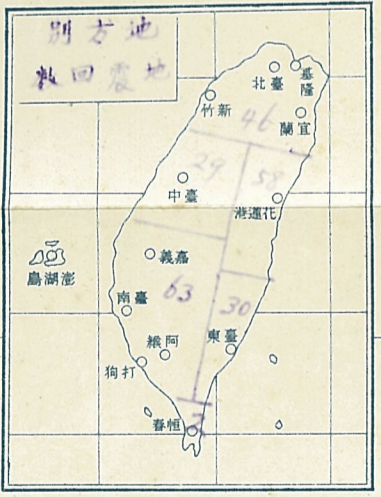 地方別
地震回数
基隆
臺北
宜蘭
新竹
46
29
58
臺中
花蓮港
嘉義
澎湖島
63
30
臺南
臺東
阿緱
打狗
恒春